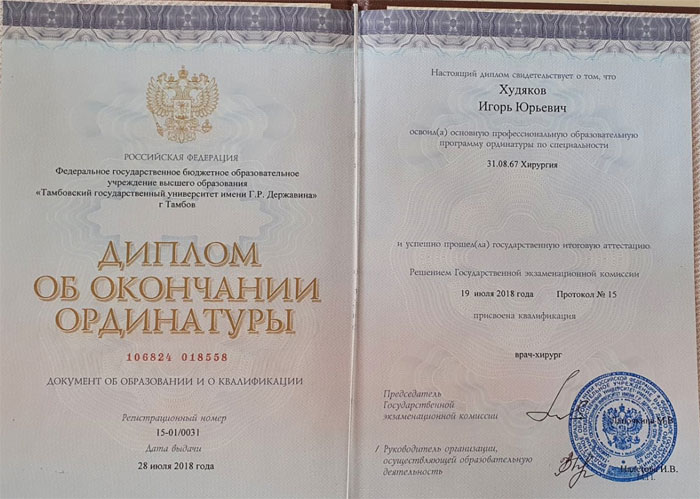 РОССИЙСКАЯ ФЕДЕРАЦИЯ
Федеральное государственное бюджетное образовательное
учреждение высшего образования
«Тамбовский государственный университет имени Г.Р. Державина»
г Тамбов
ДИПЛОМ
ОБ ОКОНЧАНИИ
ОРДИНАТУРЫ
106824 018558
ДОКУМЕНТ ОБ ОБРАЗОВАНИИ И О КВАЛИФИКАЦИИ
Регистрационный номер
15-01/0031
Дата выдачи
28 июля 2018 года
Настоящий диплом свидетельствует о том, что
Худяков
Игорь Юрьевич
освоил(а) основную профессиональную образовательную
программу ординатуры по специальности
31.08.67 Хирургия
и успешно прошел(ла) государственную итоговую аттестацию
Решением Государственной экзаменационной комиссии
19 июля 2018 года Протокол № 15
присвоена квалификация
врач-хирург
Председатель
Государственной
экзаменационной комиссии
Руководитель организации,
осуществляющей образовательную
деятельность
И.В.
М.П.